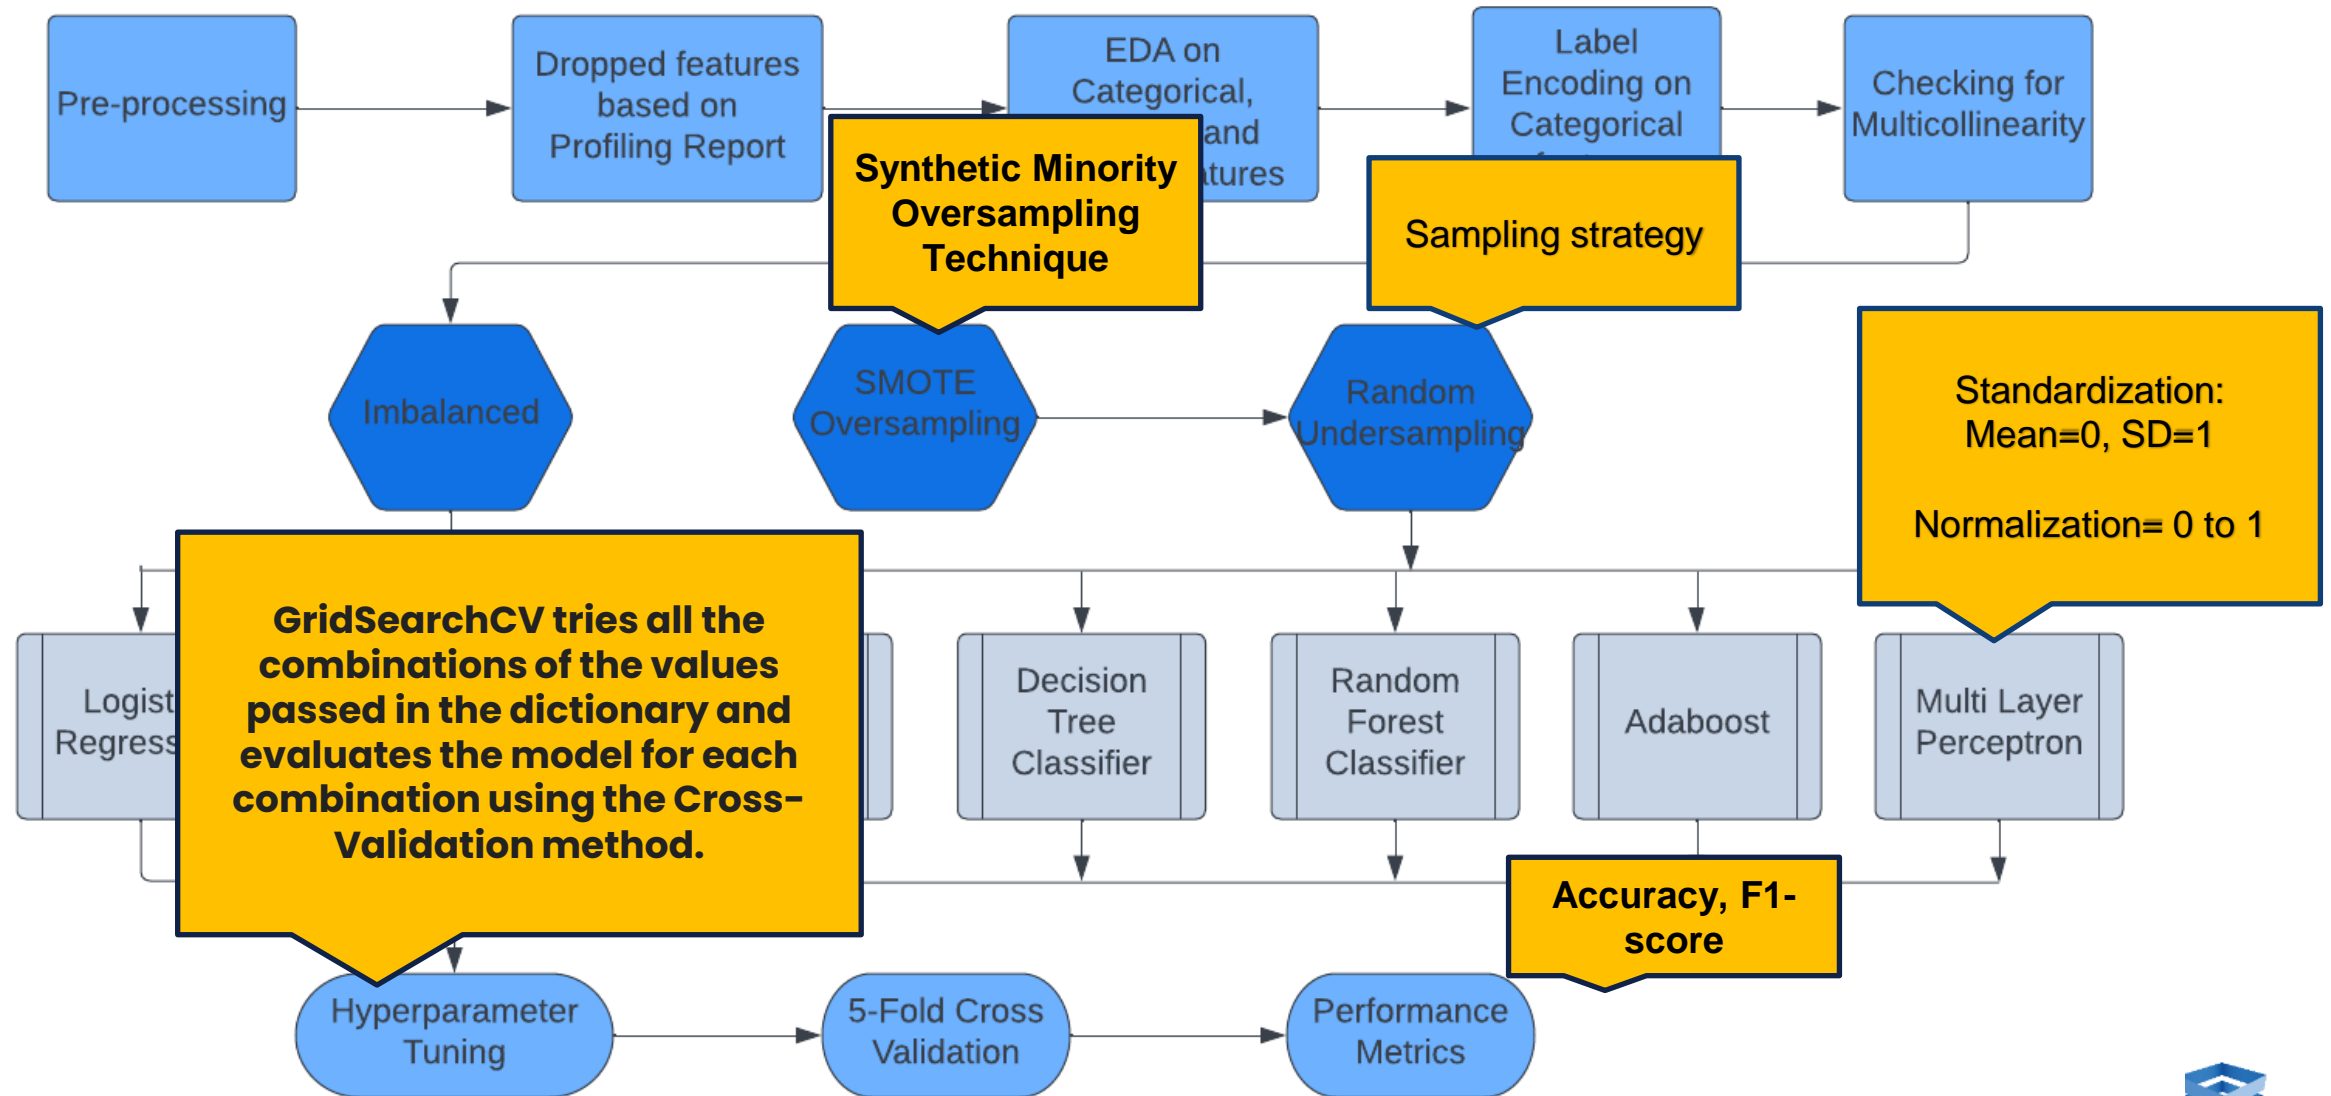 Pre-processing
Dropped features
based on
Profiling Report
EDA on
Categorical,
and
Label
Encoding on
Categorical
Checking for
Multicollinearity
Synthetic Minority
Oversampling
Technique
Sampling strategy
Imbalanced
SMOTE
Oversampling
Random
Undersampling
Standardization:
Mean=0, SD=1
Normalization= 0 to 1
GridSearchCV tries all the
combinations of the values
passed in the dictionary and
evaluates the model for each
combination using the Cross-
Validation method.
Decision
Tree
Classifier
Random
Forest
Classifier
Adaboost
Multi Layer
Perceptron
Accuracy, F1-
score
Hyperparameter
Tuning
5-Fold Cross
Validation
Performance
Metrics